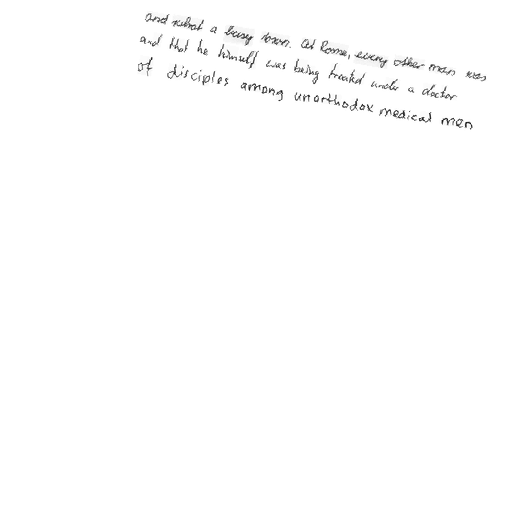 and what a busy town. At Rome, every other man was
and that he himself was being treated under a doctor
of disciples among unorthodox medical men